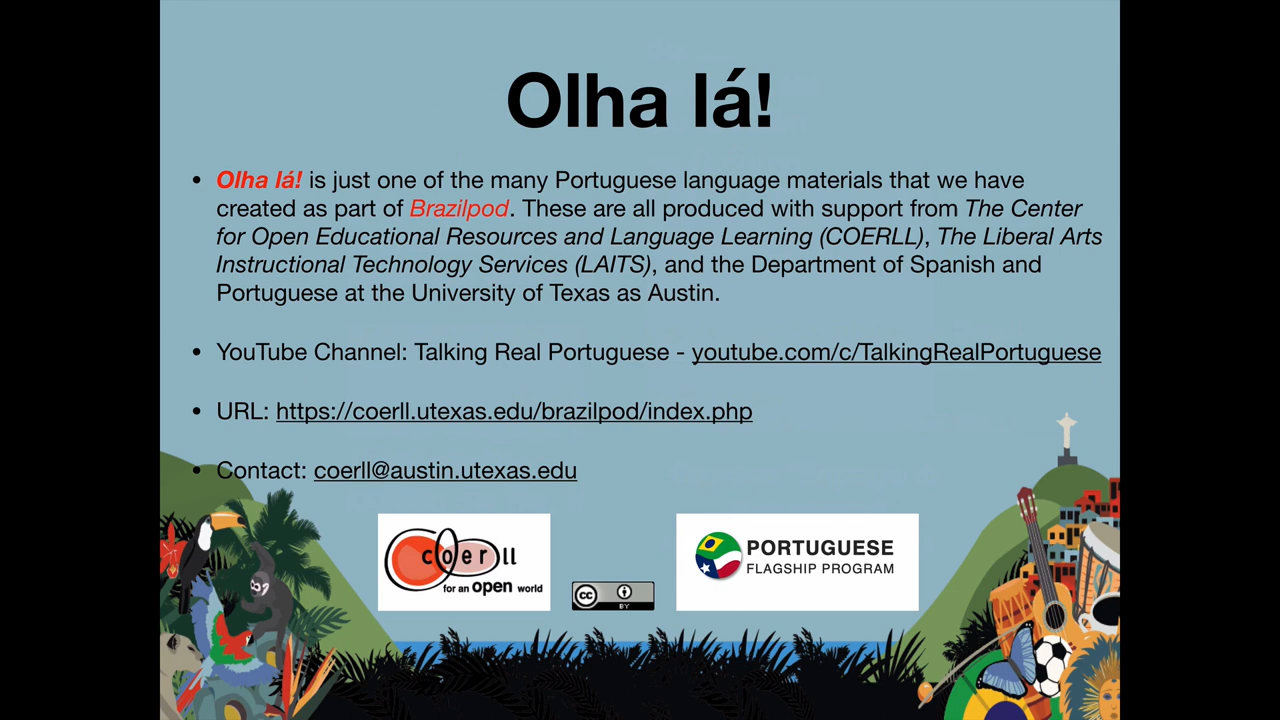 Olha lá!
• Olha lá! is just one of the many Portuguese language materials that we have
created as part of Brazilpod. These are all produced with support from The Center
for Open Educational Resources and Language Learning (COERLL), The Liberal Arts
Instructional Technology Services (LAITS), and the Department of Spanish and
Portuguese at the University of Texas as Austin.
• YouTube Channel: Talking Real Portuguese - youtube.com/c/TalkingRealPortuguese
• URL: https://coerll.utexas.edu/brazilpod/index.php
• Contact: coerll@austin.utexas.edu
coerll
for an open world
cc
BY
PORTUGUESE
FLAGSHIP PROGRAM